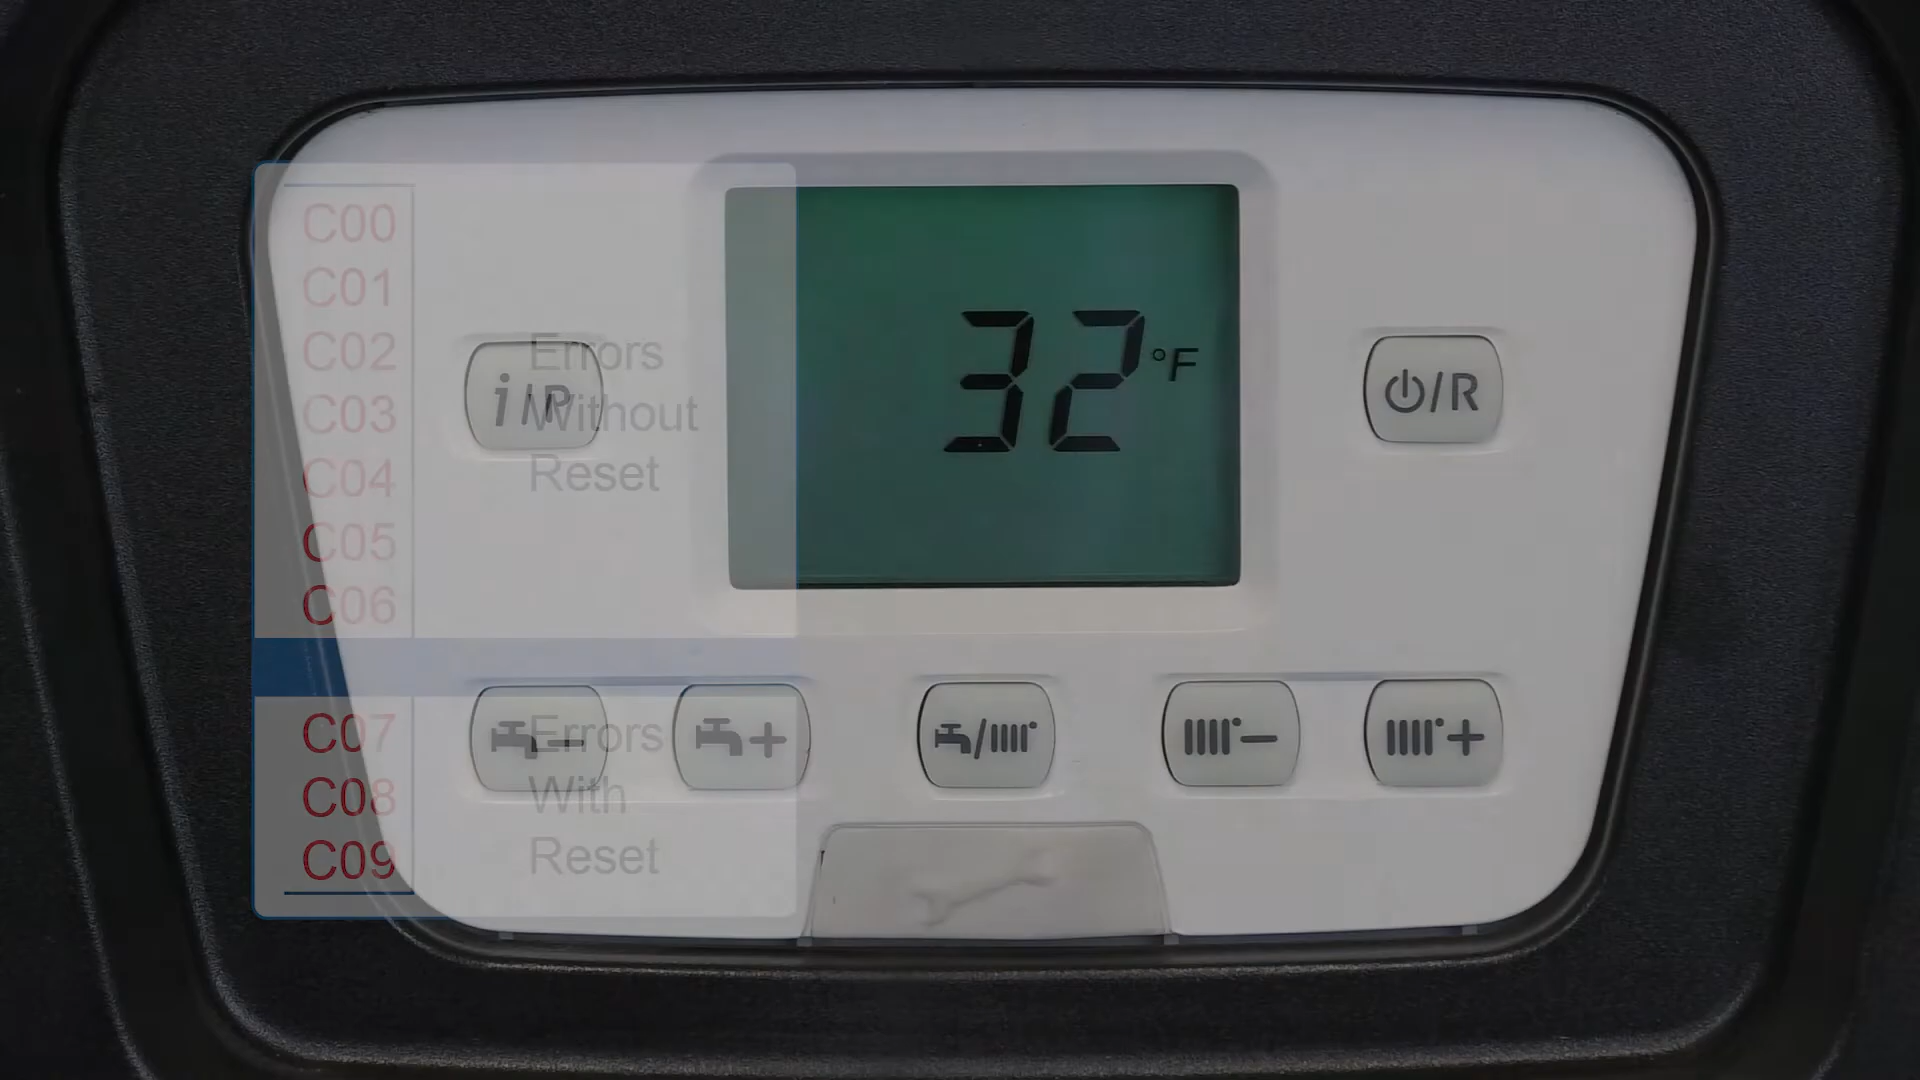 C00
C01
C02
C03
C04
C05
C06
Errors
Without
Reset
C07
C08
C09
Errors
With
Reset
i/P
32 °F
/R
-
+
/
-
+